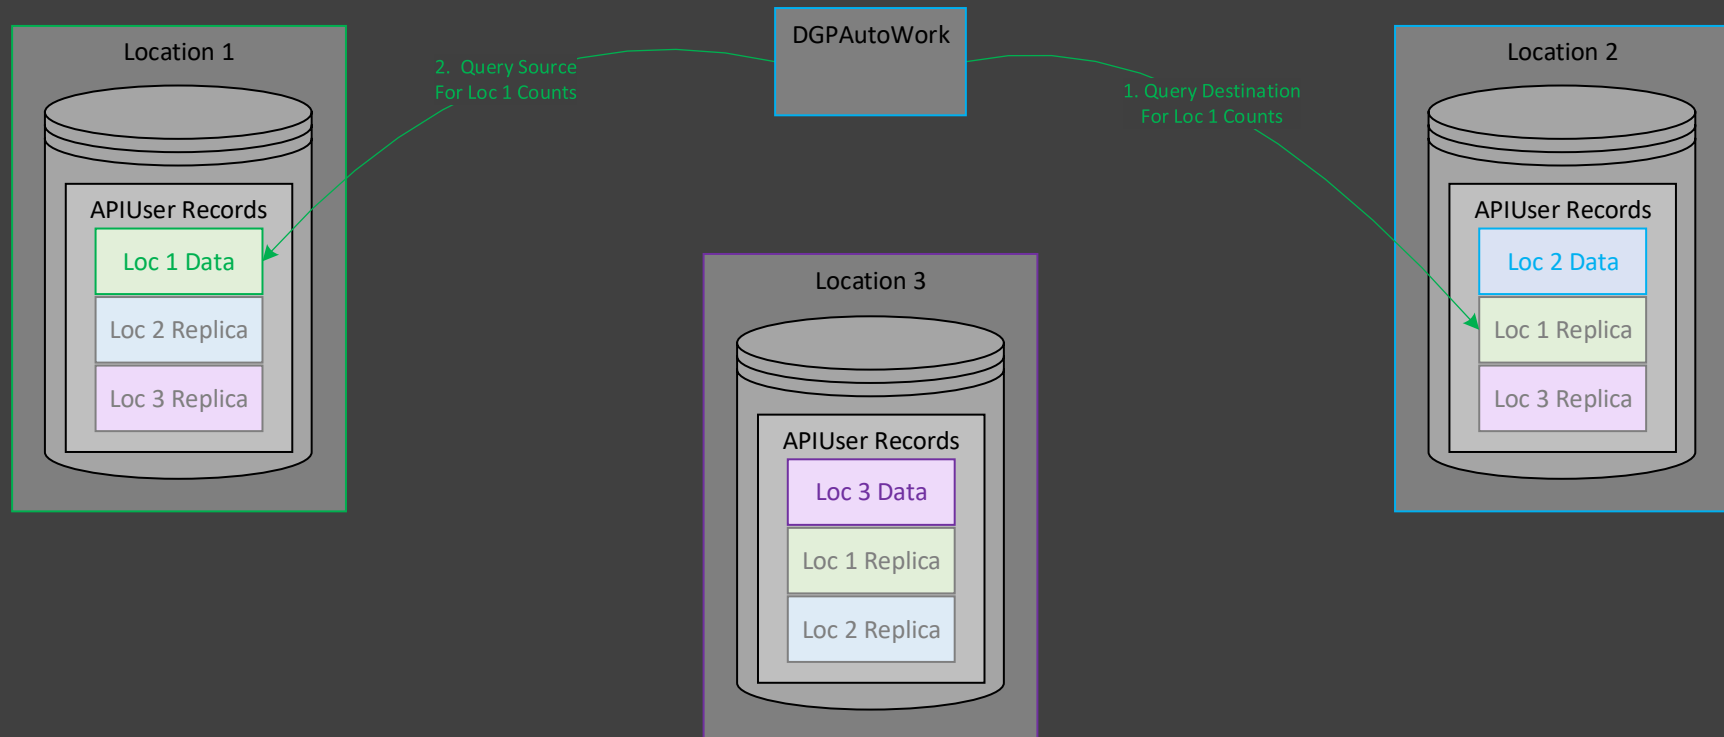 DGPAutoWork
Location 1
Location 2
2. Query Source
For Loc 1 Counts
1. Query Destination
For Loc 1 Counts
APIUser Records
Loc 1 Data
Loc 2 Replica
Loc 3 Replica
APIUser Records
Loc 2 Data
Loc 1 Replica
Loc 3 Replica
Location 3
APIUser Records
Loc 3 Data
Loc 1 Replica
Loc 2 Replica